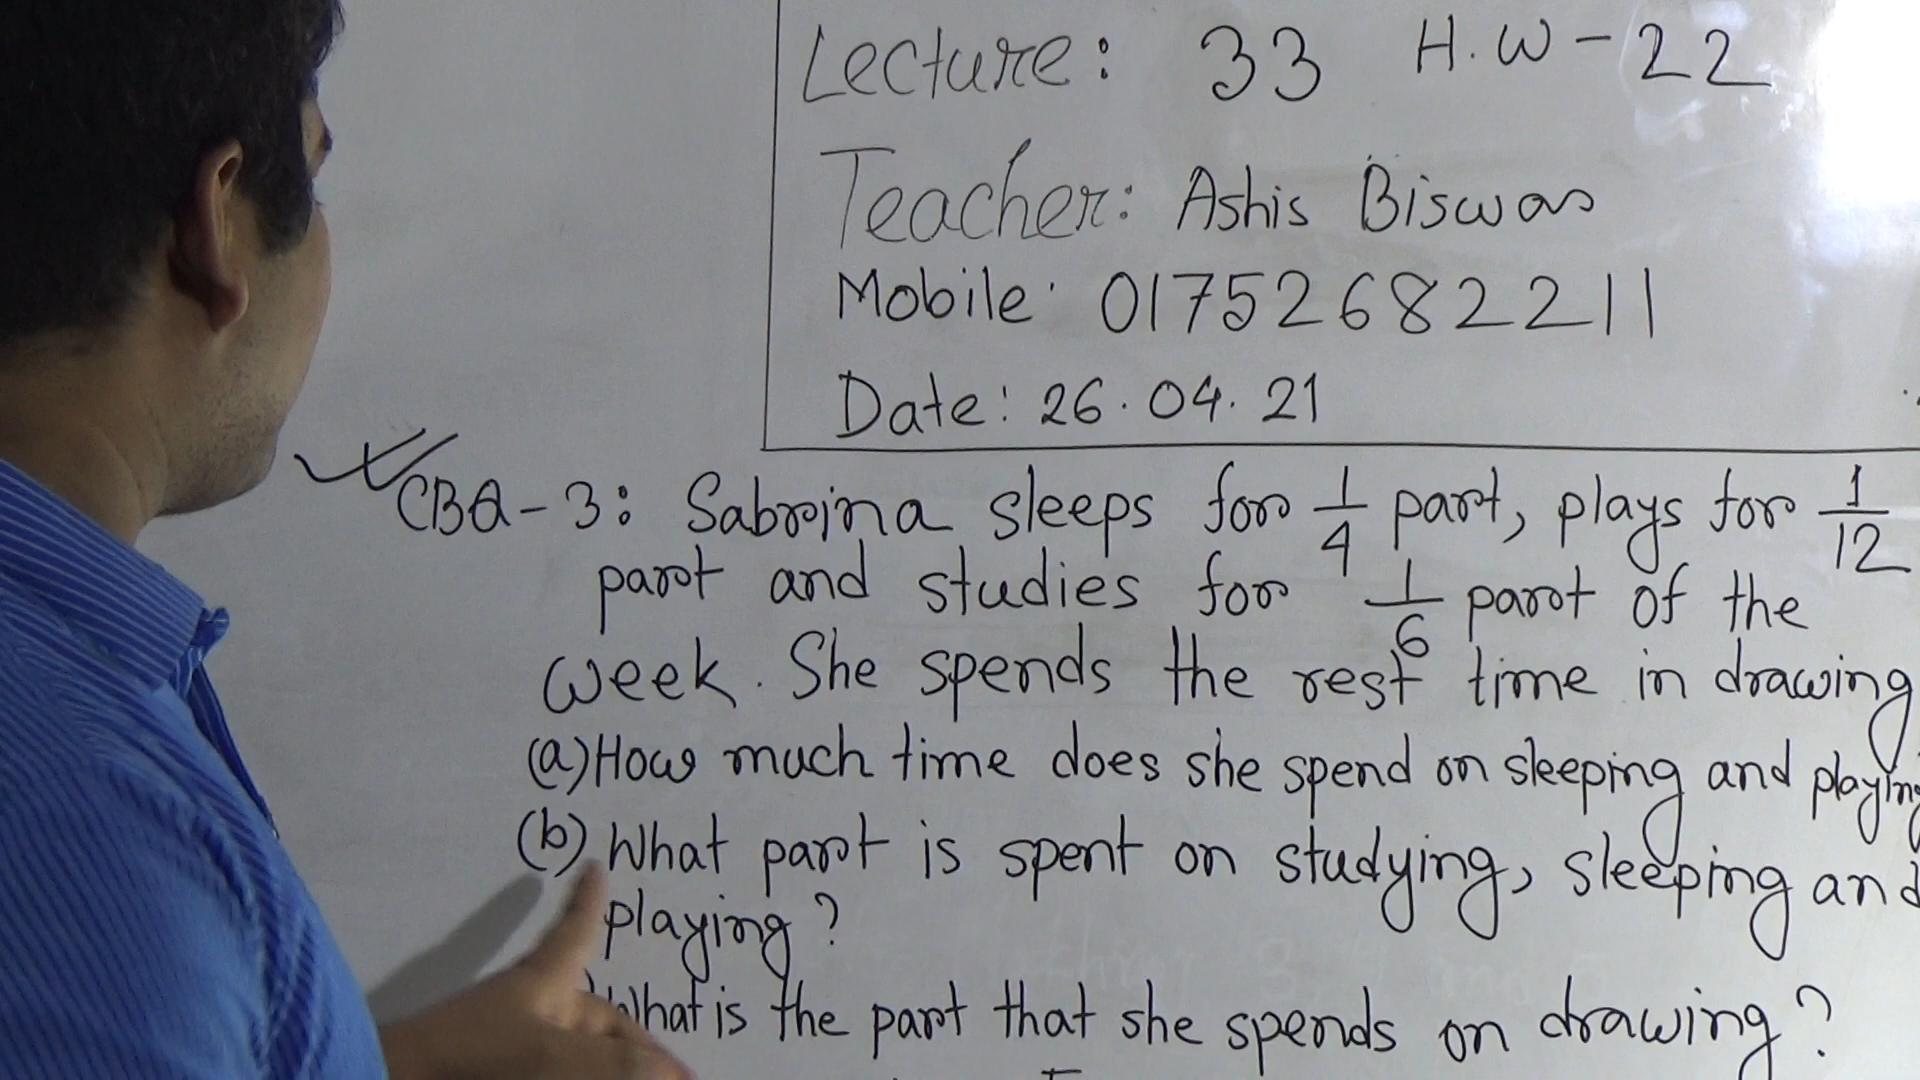 Lecture: 33 H.W - 22
Teacher: Ashis Biswas
Mobile: 01752682211
Date: 26.04.21
CBQ-3: Sabrina sleeps for 1/4 part, plays for 1/12
part and studies for 1/6 part of the
week. She spends the rest time in drawing
(a) How much time does she spend on sleeping and playing
(b) What part is spent on studying, sleeping and
playing?
What is the part that she spends on drawing?